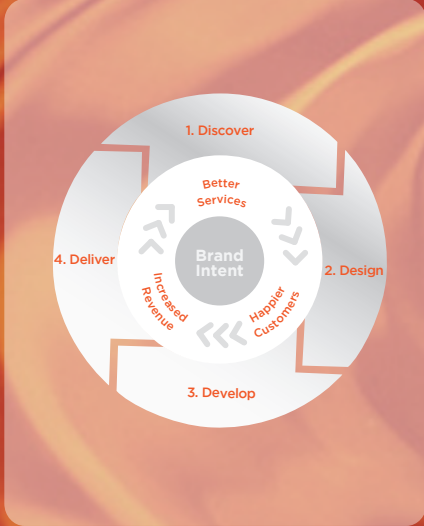 1. Discover
Better
Services
Brand
Intent
4. Deliver
2. Design
Increased
Revenue
Happier
Customers
3. Develop